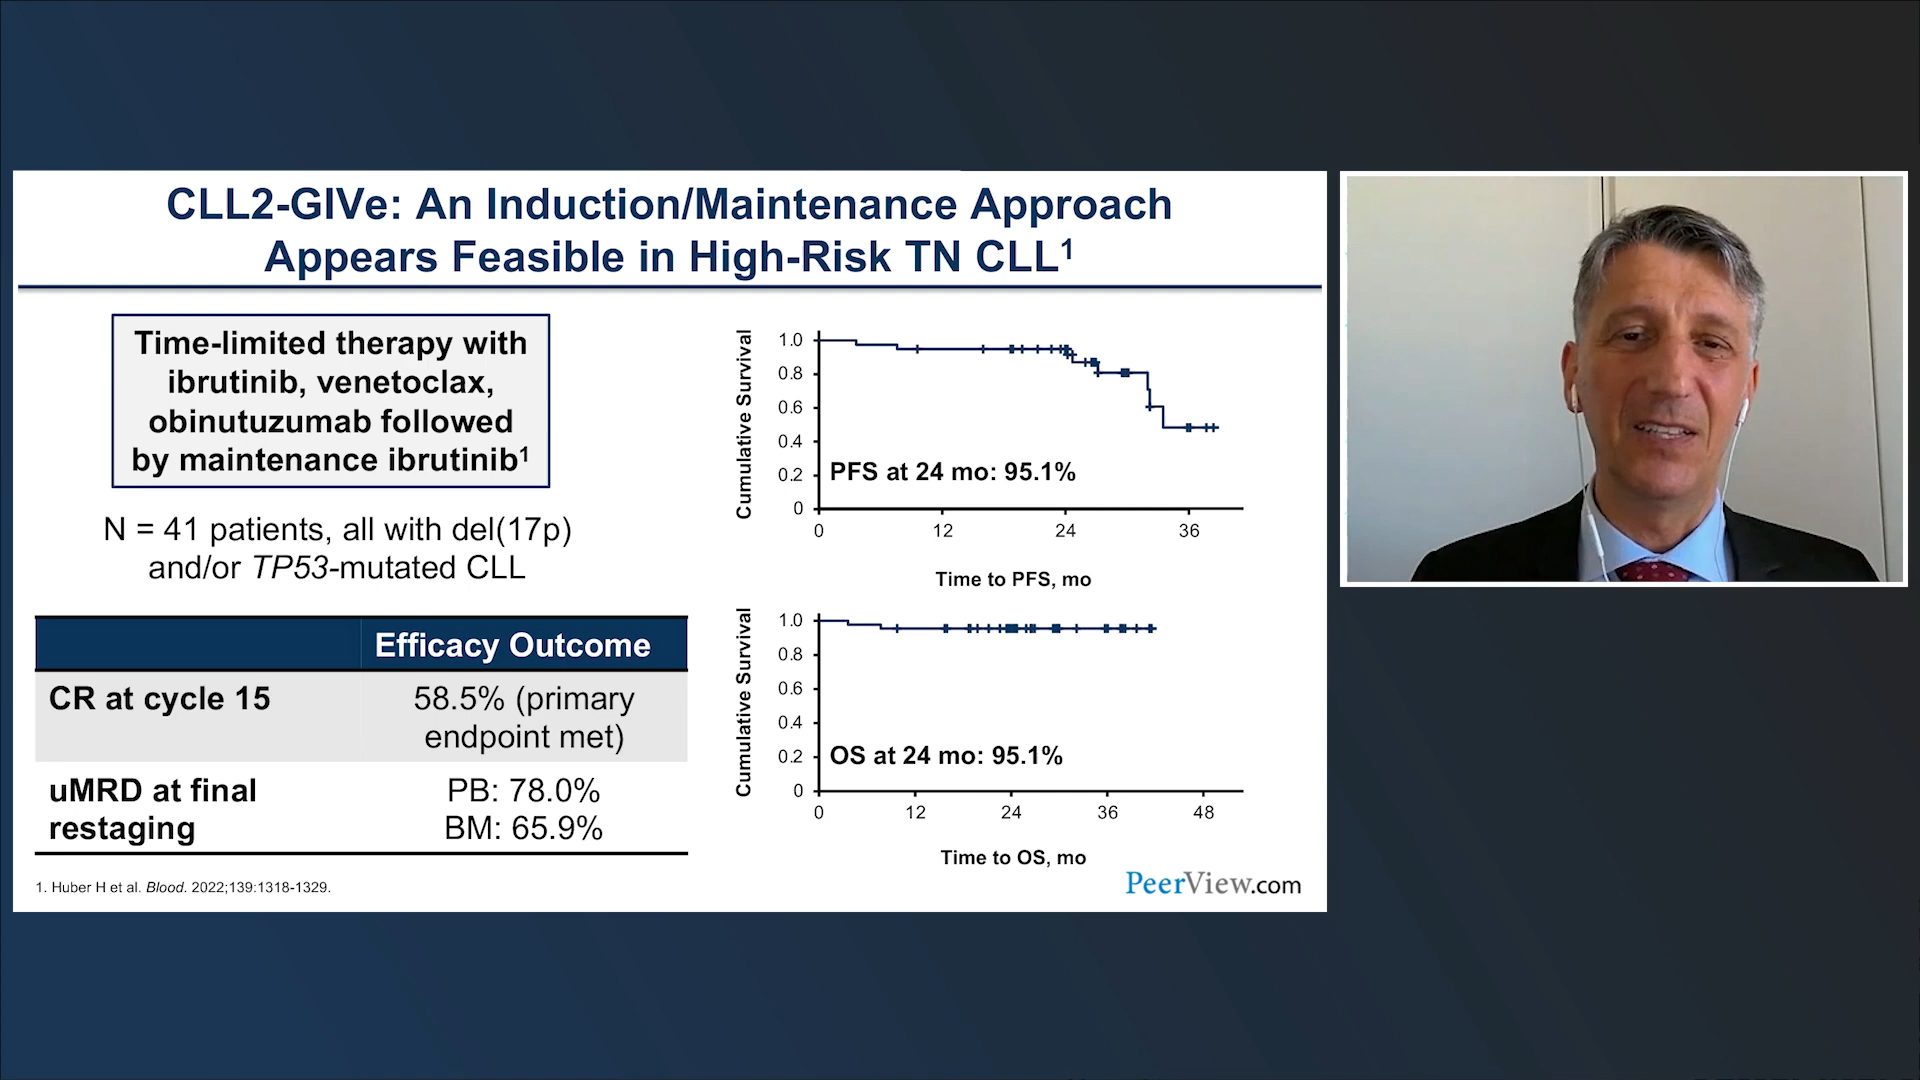 CLL2-GIVe: An Induction/Maintenance Approach
Appears Feasible in High-Risk TN CLL1
Time-limited therapy with
ibrutinib, venetoclax,
obinutuzumab followed
by maintenance ibrutinib1
N = 41 patients, all with del(17p)
and/or TP53-mutated CLL
Efficacy Outcome
CR at cycle 15
58.5% (primary
endpoint met)
uMRD at final
restaging
PB: 78.0%
BM: 65.9%
1. Huber H et al. Blood. 2022;139:1318-1329.
Cumulative Survival
1.0
0.8
0.6
0.4
0.2
0
PFS at 24 mo: 95.1%
0 12 24 36
Time to PFS, mo
Cumulative Survival
1.0
0.8
0.6
0.4
0.2
0
OS at 24 mo: 95.1%
0 12 24 36 48
Time to OS, mo
PeerView.com